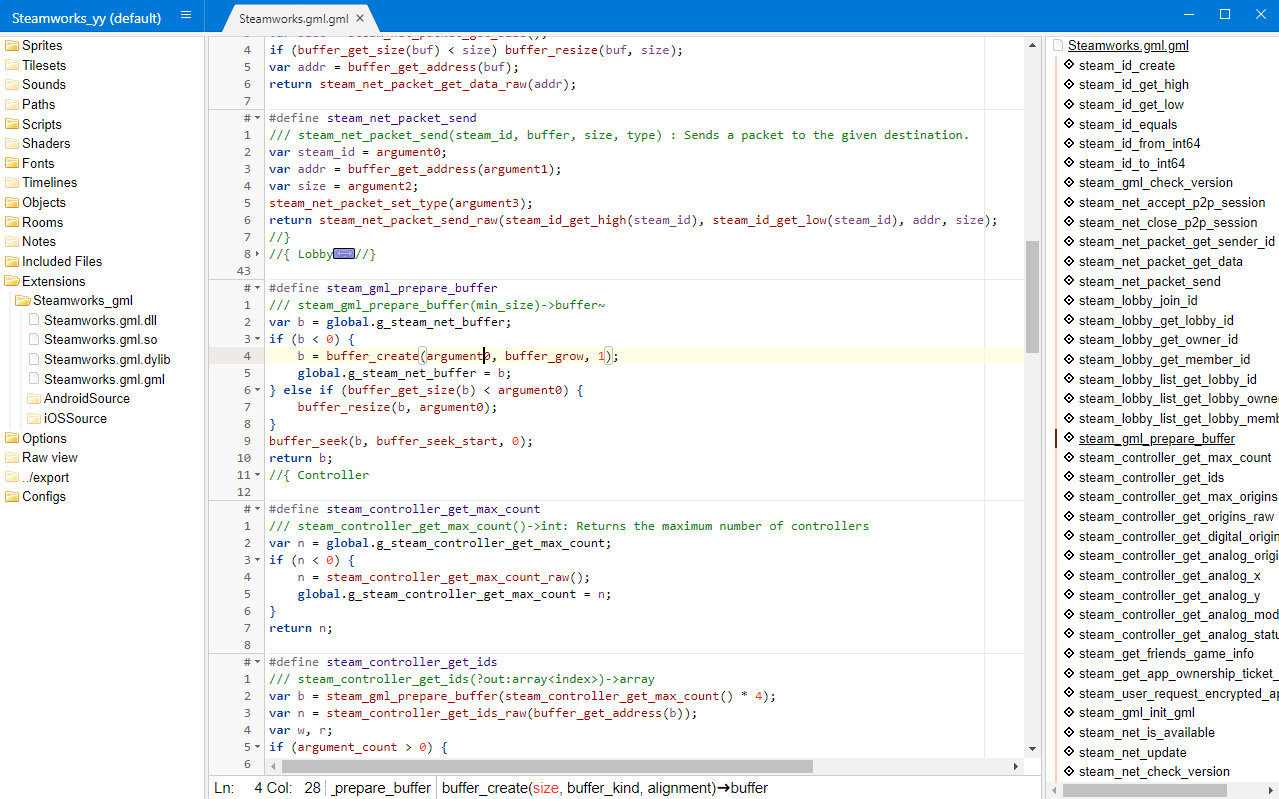 Steamworks_yy (default)
Steamworks.gml.gml
Sprites
Tilesets
Sounds
Paths
Scripts
Shaders
Fonts
Timelines
Objects
Rooms
Notes
Included Files
Extensions
Steamworks_gml
Steamworks.gml.dll
Steamworks.gml.so
Steamworks.gml.dylib
Steamworks.gml.gml
AndroidSource
iOSSource
Options
Raw view
../export
Configs
4 if (buffer_get_size(buf) < size) buffer_resize(buf, size);
5 var addr = buffer_get_address(buf);
6 return steam_net_packet_get_data_raw(addr);
7
# #define steam_net_packet_send
1 /// steam_net_packet_send(steam_id, buffer, size, type) : Sends a packet to the given destination.
2 var steam_id = argument0;
3 var addr = buffer_get_address(argument1);
4 var size = argument2;
5 steam_net_packet_set_type(argument3);
6 return steam_net_packet_send_raw(steam_id_get_high(steam_id), steam_id_get_low(steam_id), addr, size);
7 //}
8 //{ Lobby //}
43
# #define steam_gml_prepare_buffer
1 /// steam_gml_prepare_buffer(min_size)->buffer~
2 var b = global.g_steam_net_buffer;
3 if (b < 0) {
4 b = buffer_create(argument0, buffer_grow, 1);
5 global.g_steam_net_buffer = b;
6 } else if (buffer_get_size(b) < argument0) {
7 buffer_resize(b, argument0);
8 }
9 buffer_seek(b, buffer_seek_start, 0);
10 return b;
11 //{ Controller
12
# #define steam_controller_get_max_count
1 /// steam_controller_get_max_count()->int: Returns the maximum number of controllers
2 var n = global.g_steam_controller_get_max_count;
3 if (n < 0) {
4 n = steam_controller_get_max_count_raw();
5 global.g_steam_controller_get_max_count = n;
6 }
7 return n;
8
# #define steam_controller_get_ids
1 /// steam_controller_get_ids(?out:array<index>)->array
2 var b = steam_gml_prepare_buffer(steam_controller_get_max_count() * 4);
3 var n = steam_controller_get_ids_raw(buffer_get_address(b));
4 var w, r;
5 if (argument_count > 0) {
6
Steamworks.gml.gml
steam_id_create
steam_id_get_high
steam_id_get_low
steam_id_equals
steam_id_from_int64
steam_id_to_int64
steam_gml_check_version
steam_net_accept_p2p_session
steam_net_close_p2p_session
steam_net_packet_get_sender_id
steam_net_packet_get_data
steam_net_packet_send
steam_lobby_join_id
steam_lobby_get_lobby_id
steam_lobby_get_owner_id
steam_lobby_get_member_id
steam_lobby_list_get_lobby_id
steam_lobby_list_get_lobby_owne
steam_lobby_list_get_lobby_memb
steam_gml_prepare_buffer
steam_controller_get_max_count
steam_controller_get_ids
steam_controller_get_max_origins
steam_controller_get_origins_raw
steam_controller_get_digital_origin
steam_controller_get_analog_origi
steam_controller_get_analog_x
steam_controller_get_analog_y
steam_controller_get_analog_mod
steam_controller_get_analog_statu
steam_get_friends_game_info
steam_get_app_ownership_ticket_
steam_user_request_encrypted_ap
steam_gml_init_gml
steam_net_is_available
steam_net_update
steam_net_check_version
Ln: 4 Col: 28 _prepare_buffer buffer_create(size, buffer_kind, alignment)➜buffer